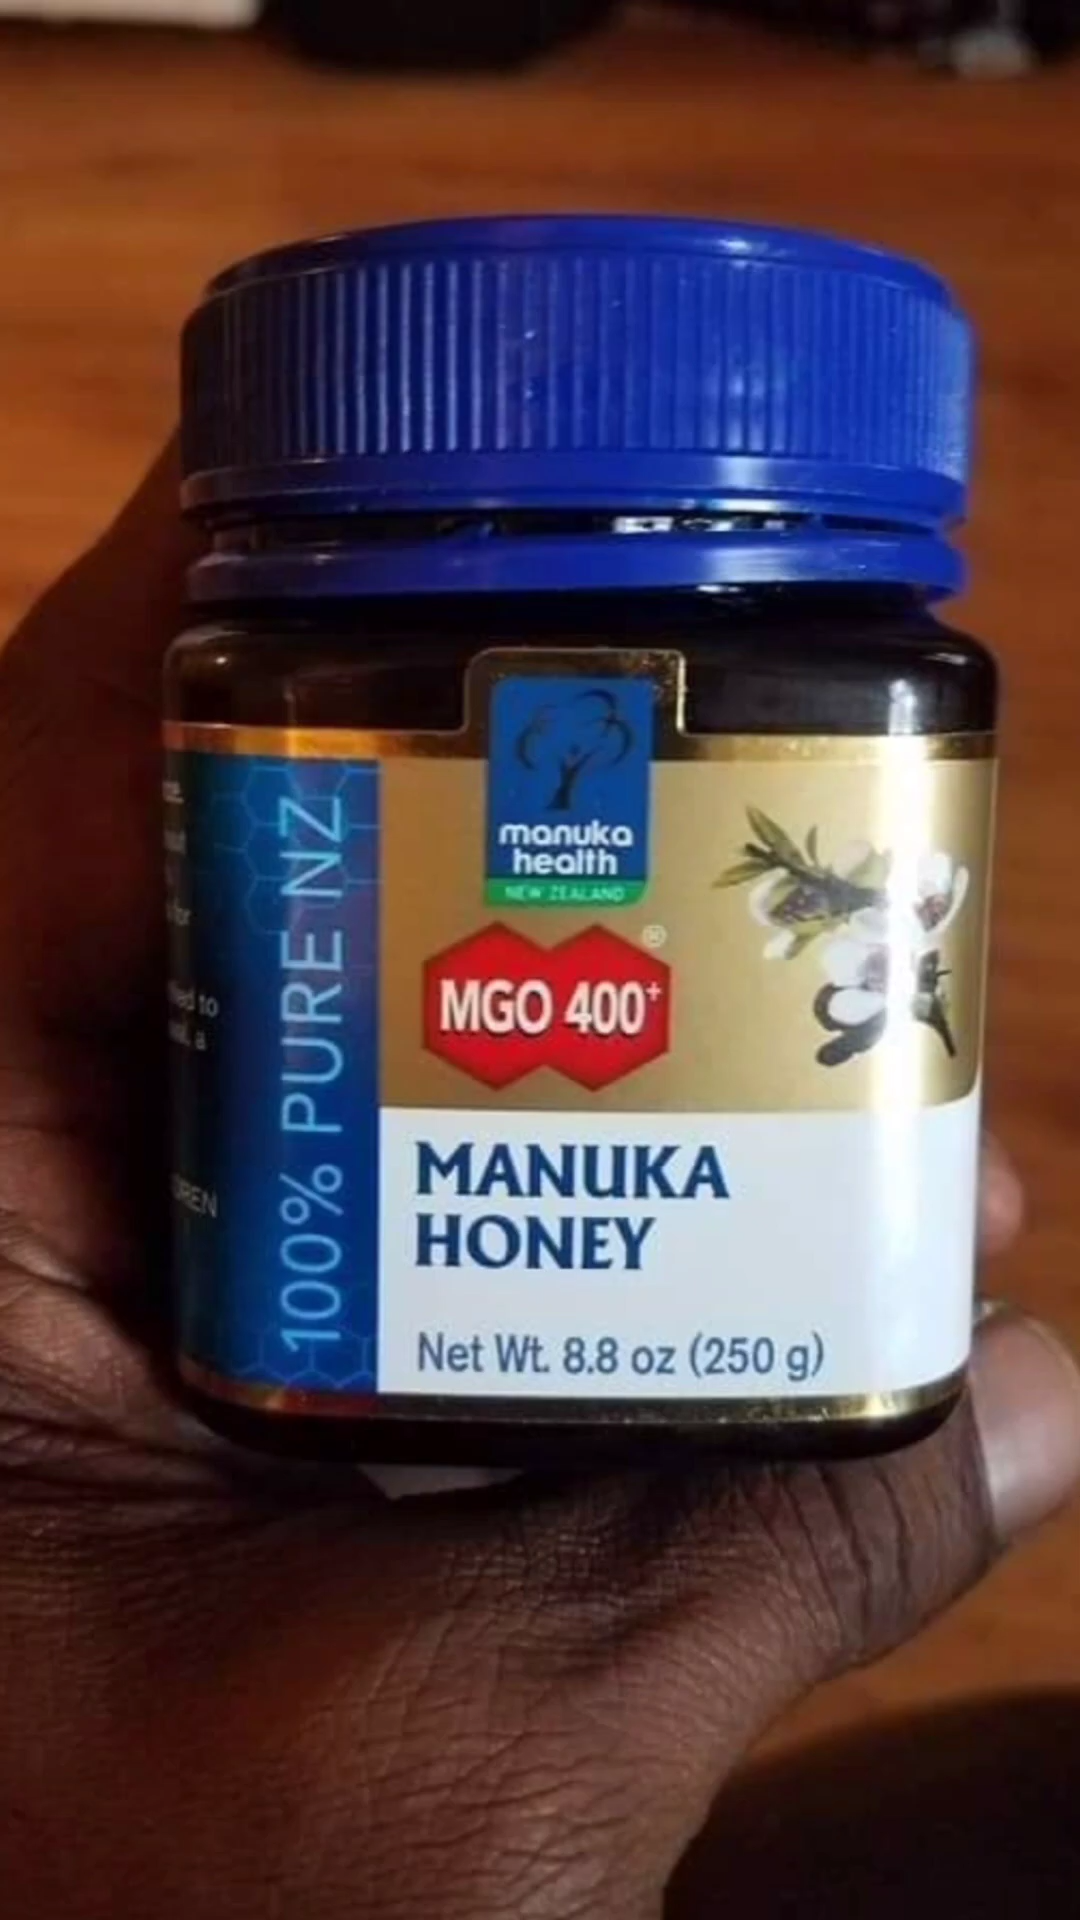 100% PURE NZ
manuka
health
NEW ZEALAND
MGO 400+
®
MANUKA
HONEY
Net Wt. 8.8 oz (250 g)